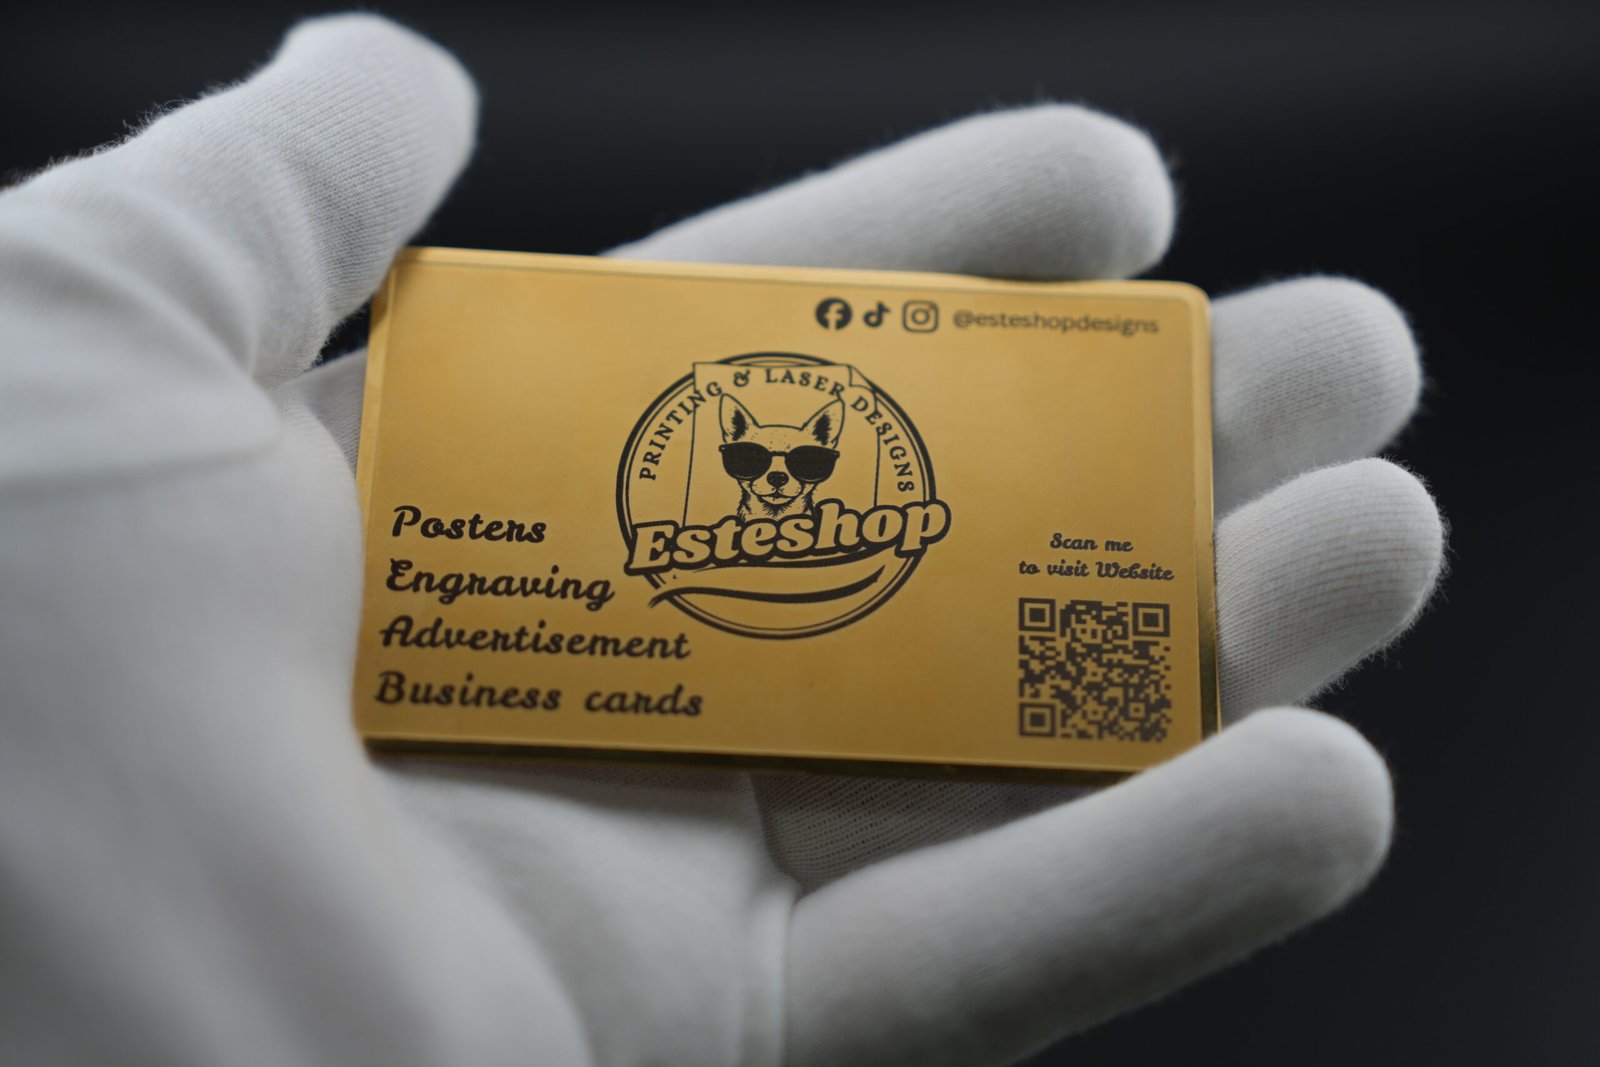 @esteshopdesigns
PRINTING & LASER DESIGNS
Esteshop
Posters
Engraving
Advertisement
Business cards
Scan me
to visit Website